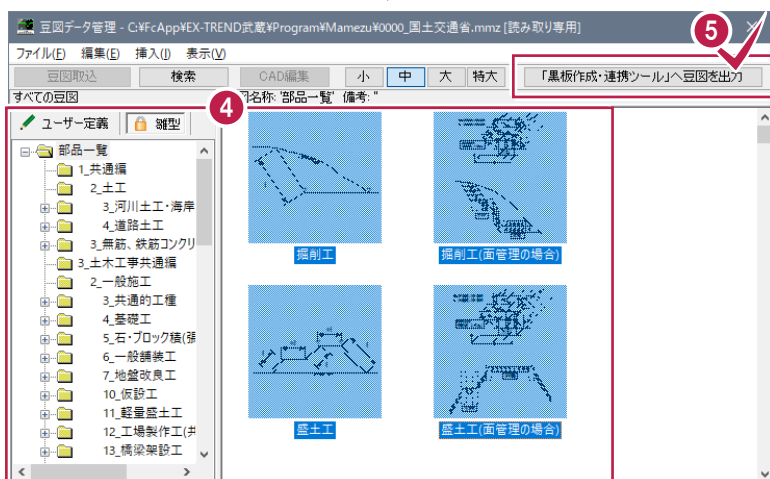 豆図データ管理 - C:¥FcApp¥EX-TREND武蔵¥Program¥Mamezu¥0000_国土交通省.mmz [読み取り専用]
5
ファイル(F) 編集(E) 挿入(I) 表示(V)
豆図取込 検索 CAD編集 小 中 大 特大 「黒板作成・連携ツール」へ豆図を出力
すべての豆図 図名称: '部品一覧' 備考: ''
4
ユーザー定義 雛型
部品一覧
1_共通編
2_土工
3_河川土工・海岸
4_道路土工
3_無筋、鉄筋コンクリ
3_土木工事共通編
2_一般施工
3_共通的工種
4_基礎工
5_石・ブロック積(張
6_一般舗装工
7_地盤改良工
10_仮設工
11_軽量盛土工
12_工場製作工(共
13_橋梁架設工
掘削工 掘削工(面管理の場合)
盛土工 盛土工(面管理の場合)